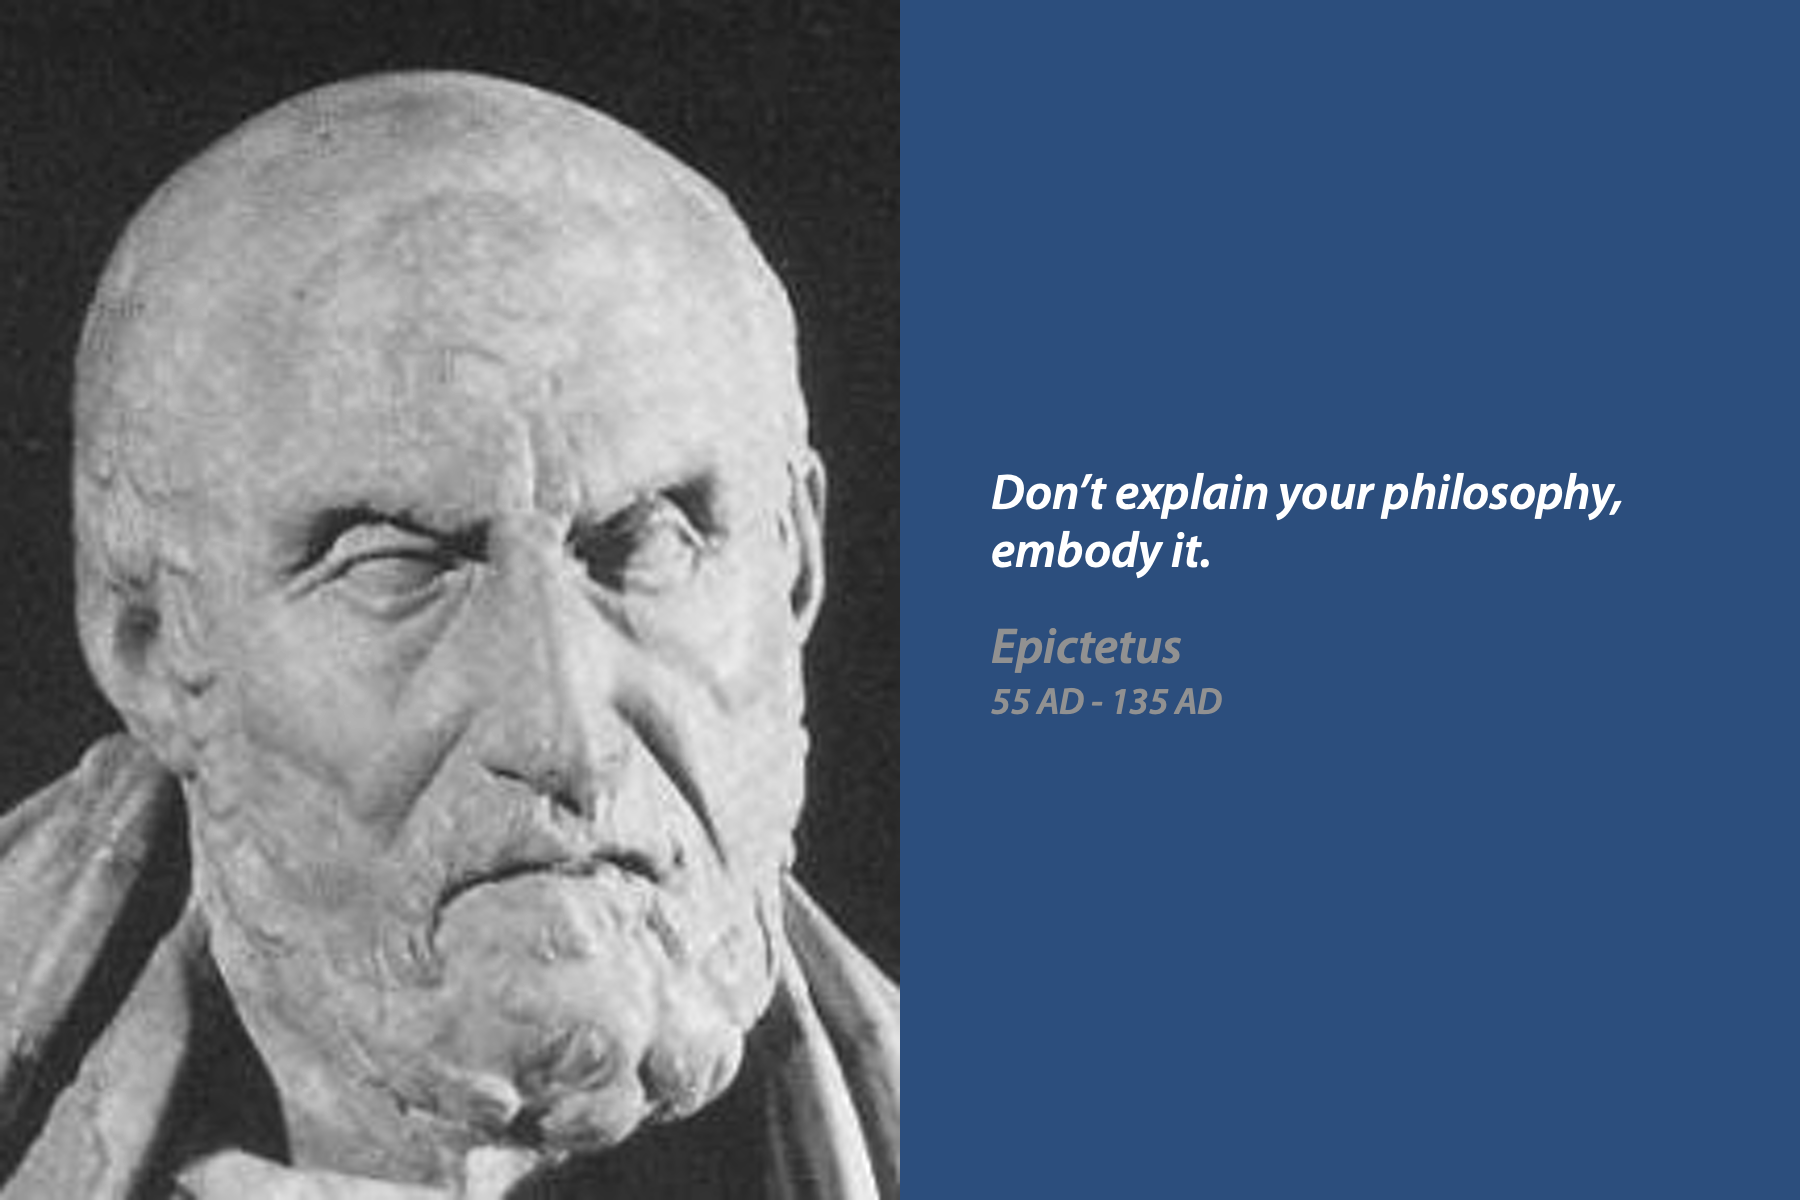 Don’t explain your philosophy,
embody it.
Epictetus
55 AD - 135 AD